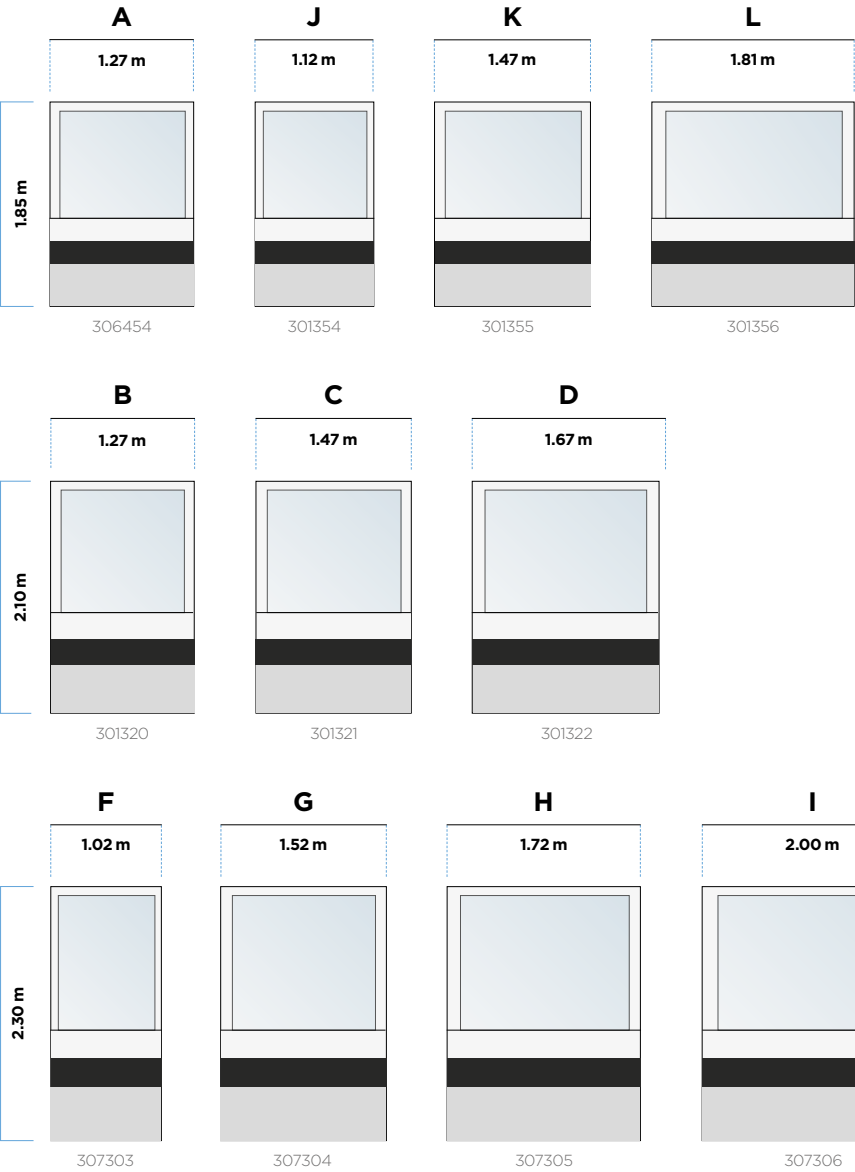 A J K L
1.27 m 1.12 m 1.47 m 1.81 m
1.85 m
306454 301354 301355 301356
B C D
1.27 m 1.47 m 1.67 m
2.10 m
301320 301321 301322
F G H I
1.02 m 1.52 m 1.72 m 2.00 m
2.30 m
307303 307304 307305 307306